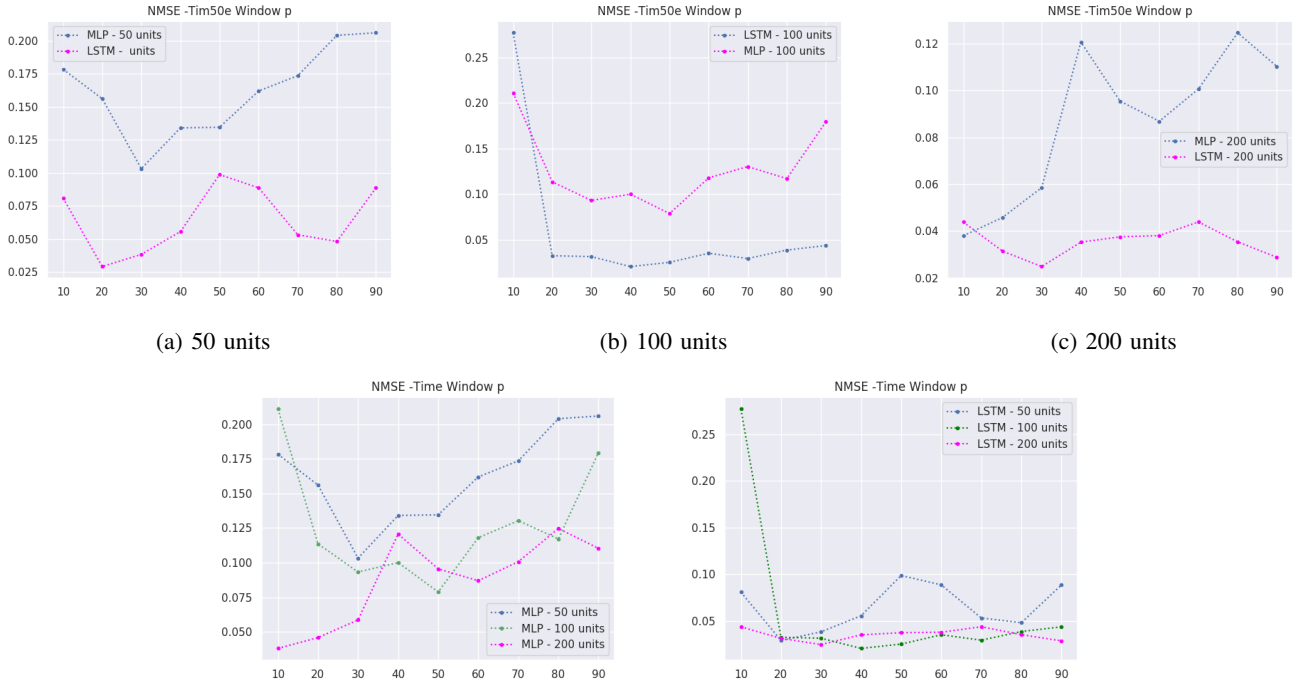 NMSE -Tim50e Window p
MLP - 50 units
LSTM -  units
0.200
0.175
0.150
0.125
0.100
0.075
0.050
0.025
10 20 30 40 50 60 70 80 90
(a) 50 units
NMSE -Tim50e Window p
LSTM - 100 units
MLP - 100 units
0.25
0.20
0.15
0.10
0.05
10 20 30 40 50 60 70 80 90
(b) 100 units
NMSE -Tim50e Window p
0.12
0.10
0.08
0.06
0.04
0.02
MLP - 200 units
LSTM - 200 units
10 20 30 40 50 60 70 80 90
(c) 200 units
NMSE -Time Window p
0.200
0.175
0.150
0.125
0.100
0.075
0.050
MLP - 50 units
MLP - 100 units
MLP - 200 units
10 20 30 40 50 60 70 80 90
NMSE -Time Window p
LSTM - 50 units
LSTM - 100 units
LSTM - 200 units
0.25
0.20
0.15
0.10
0.05
10 20 30 40 50 60 70 80 90